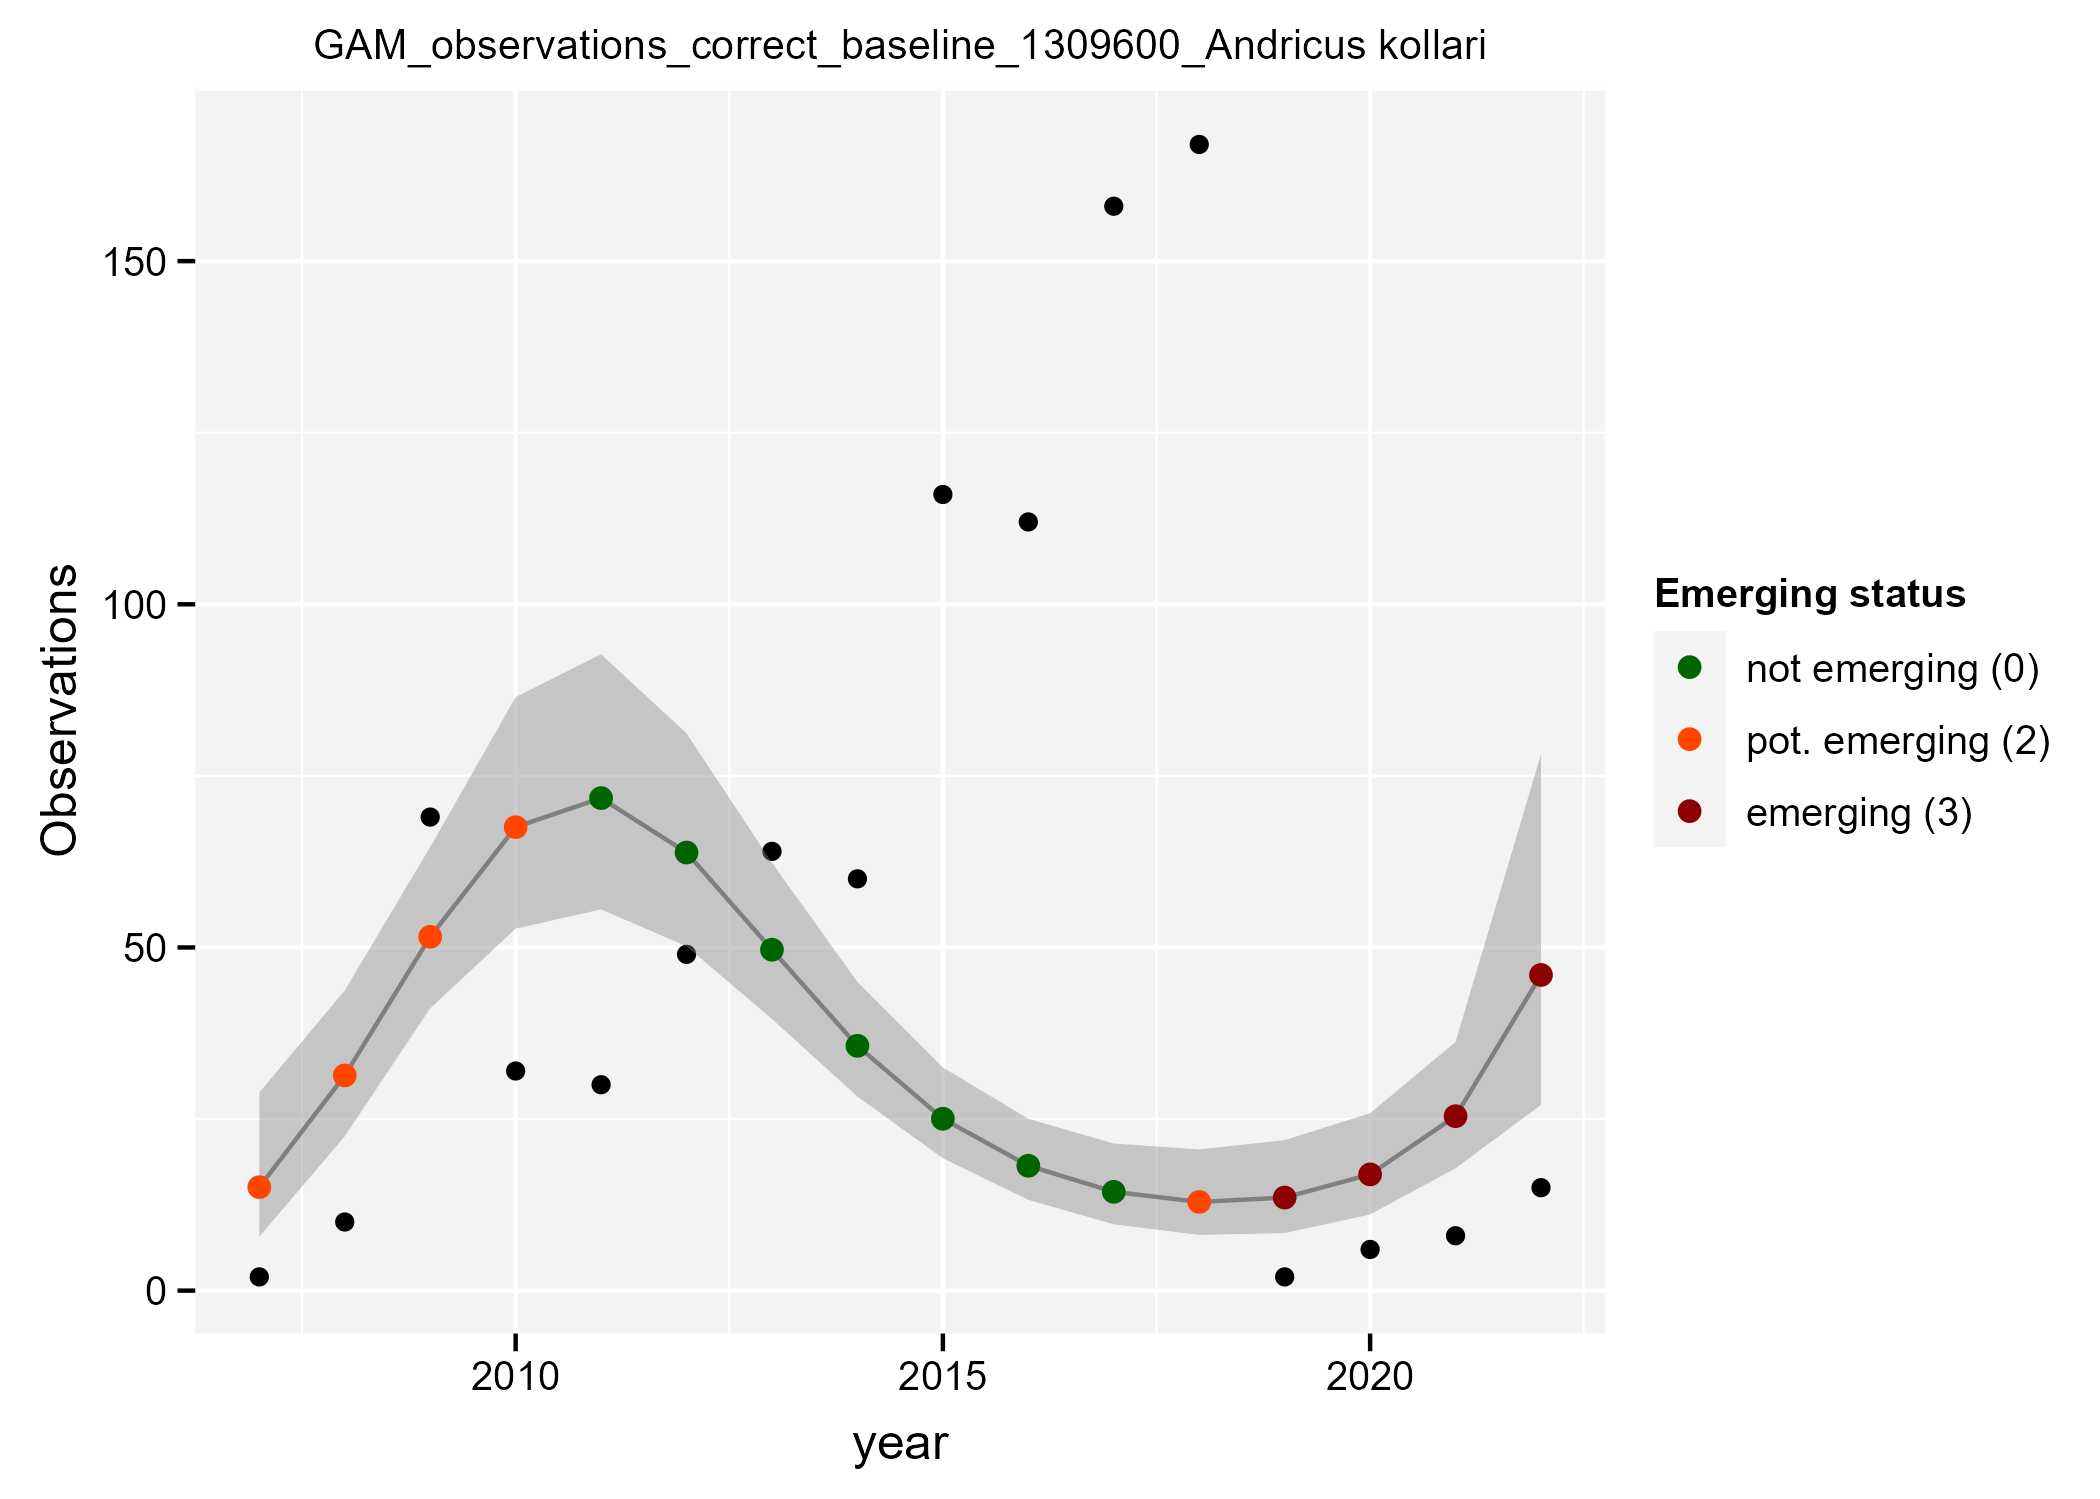 GAM_observations_correct_baseline_1309600_Andricus kollari
Observations
150
100
50
0
2010
2015
2020
year
Emerging status
not emerging (0)
pot. emerging (2)
emerging (3)